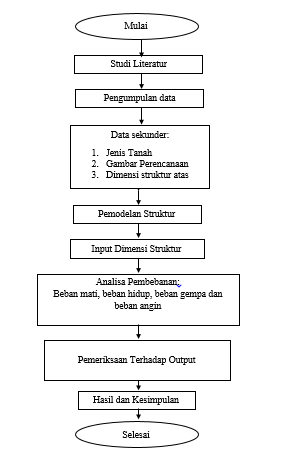 Mulai
Studi Literatur
Pengumpulan data
Data sekunder:
1. Jenis Tanah
2. Gambar Perencanaan
3. Dimensi struktur atas
Pemodelan Struktur
Input Dimensi Struktur
Analisa Pembebanan;
Beban mati, beban hidup, beban gempa dan
beban angin
Pemeriksaan Terhadap Output
Hasil dan Kesimpulan
Selesai